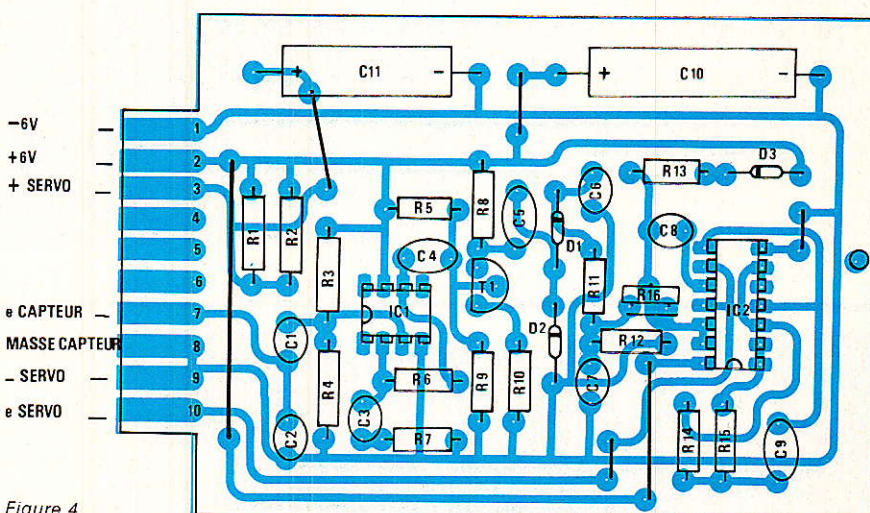 C11
C10
−6V
+6V
+ SERVO
e CAPTEUR
MASSE CAPTEUR
− SERVO
e SERVO
1
2
3
4
5
6
7
8
9
10
+ −
+ −
R1
R2
R3
R4
R5
R6
R7
R8
R9
R10
R11
R12
R13
R14
R15
R16
C1
C2
C3
C4
C5
C6
C7
C8
C9
D1
D2
D3
T1
IC1
IC2
Figure 4